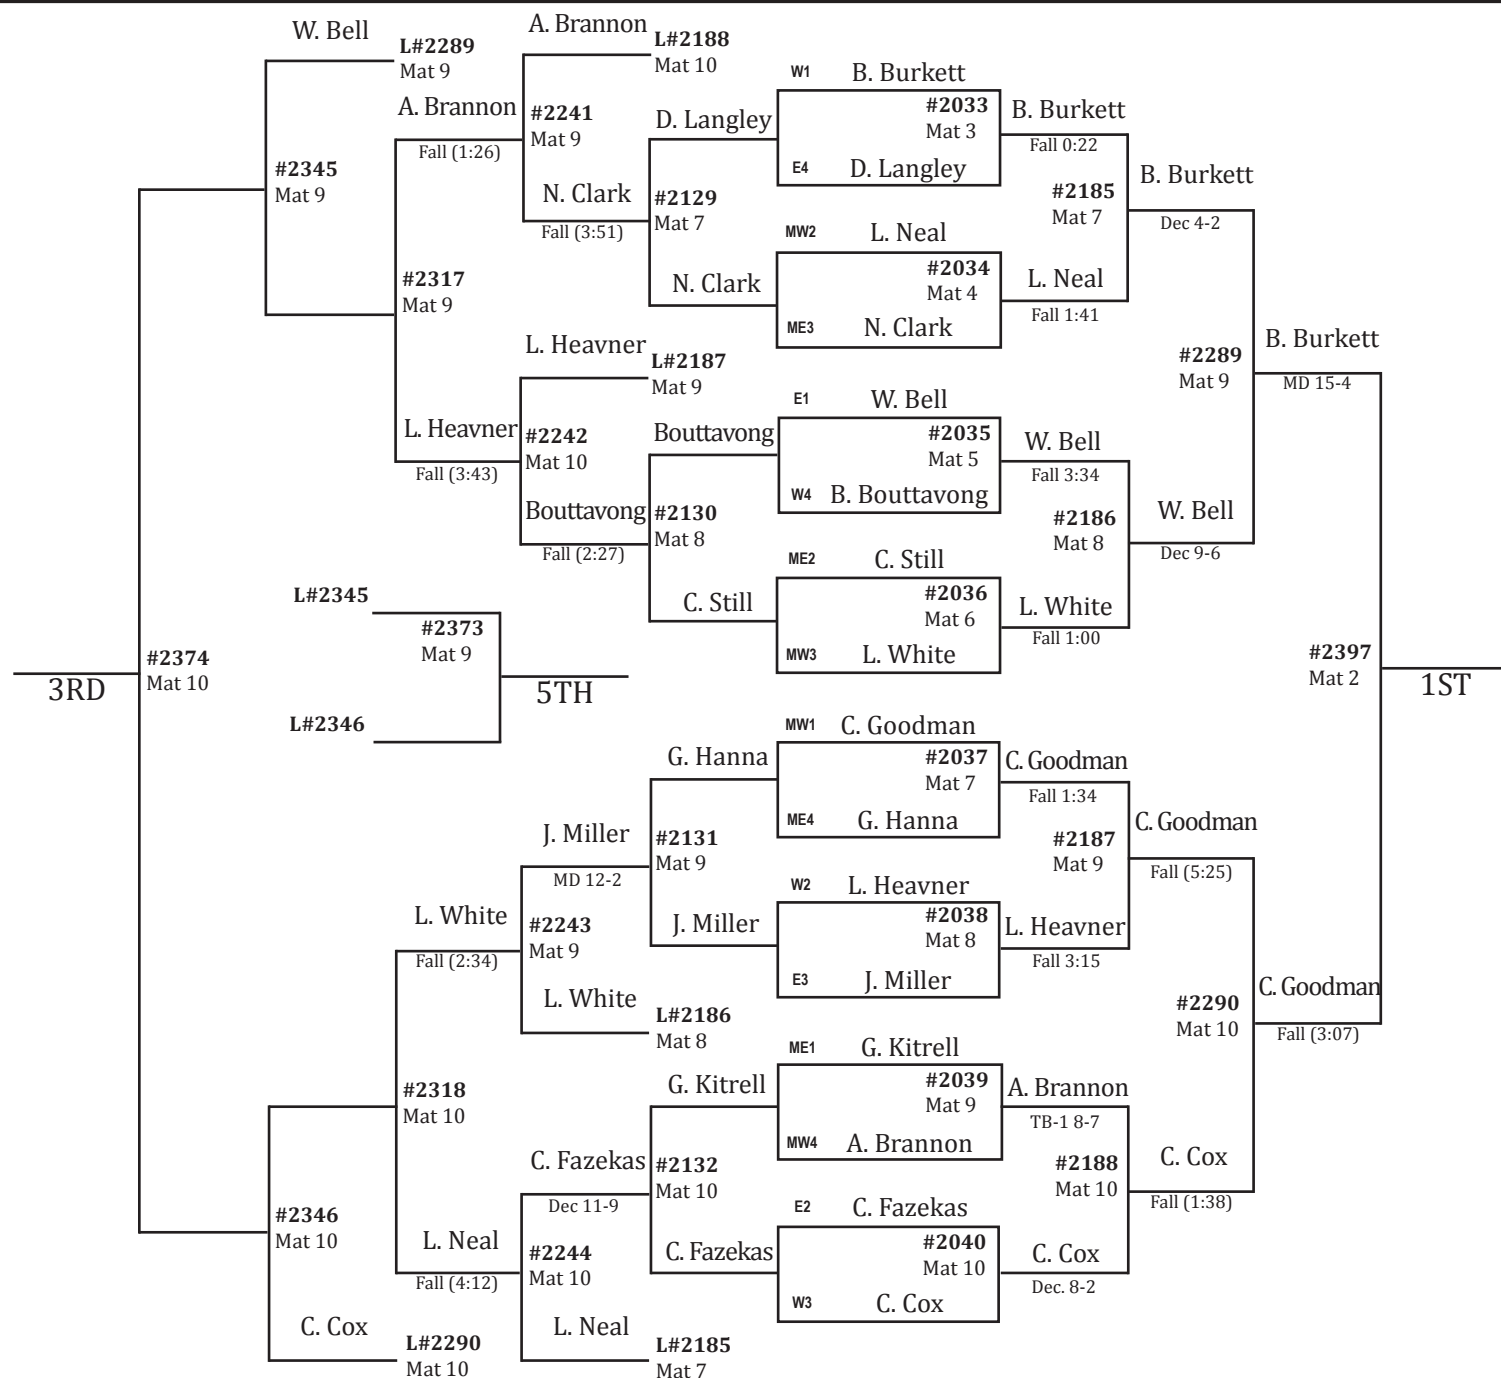 W. Bell
L#2289
Mat 9
A. Brannon
L#2188
Mat 10
A. Brannon
Fall (1:26)
#2241
Mat 9
#2345
Mat 9
N. Clark
Fall (3:51)
D. Langley
#2129
Mat 7
N. Clark
#2317
Mat 9
L. Heavner
L#2187
Mat 9
L. Heavner
Fall (3:43)
#2242
Mat 10
Bouttavong
Fall (2:27)
Bouttavong
#2130
Mat 8
C. Still
W1
B. Burkett
#2033
Mat 3
E4
D. Langley
MW2
L. Neal
#2034
Mat 4
ME3
N. Clark
E1
W. Bell
#2035
Mat 5
W4
B. Bouttavong
ME2
C. Still
#2036
Mat 6
MW3
L. White
B. Burkett
Fall 0:22
#2185
Mat 7
L. Neal
Fall 1:41
W. Bell
Fall 3:34
#2186
Mat 8
L. White
Fall 1:00
B. Burkett
Dec 4-2
#2289
Mat 9
W. Bell
Dec 9-6
B. Burkett
MD 15-4
L#2345
#2373
Mat 9
L#2346
5TH
#2374
Mat 10
3RD
#2397
Mat 2
1ST
MW1
C. Goodman
#2037
Mat 7
ME4
G. Hanna
W2
L. Heavner
#2038
Mat 8
E3
J. Miller
ME1
G. Kitrell
#2039
Mat 9
MW4
A. Brannon
E2
C. Fazekas
#2040
Mat 10
W3
C. Cox
C. Goodman
Fall 1:34
#2187
Mat 9
L. Heavner
Fall 3:15
A. Brannon
TB-1 8-7
#2188
Mat 10
C. Cox
Dec. 8-2
C. Goodman
Fall (5:25)
#2290
Mat 10
C. Cox
Fall (1:38)
C. Goodman
Fall (3:07)
G. Hanna
#2131
Mat 9
J. Miller
J. Miller
MD 12-2
#2243
Mat 9
L. White
L#2186
Mat 8
L. White
Fall (2:34)
#2318
Mat 10
G. Kitrell
#2132
Mat 10
C. Fazekas
C. Fazekas
Dec 11-9
#2244
Mat 10
L. Neal
L#2185
Mat 7
L. Neal
Fall (4:12)
#2346
Mat 10
C. Cox
L#2290
Mat 10